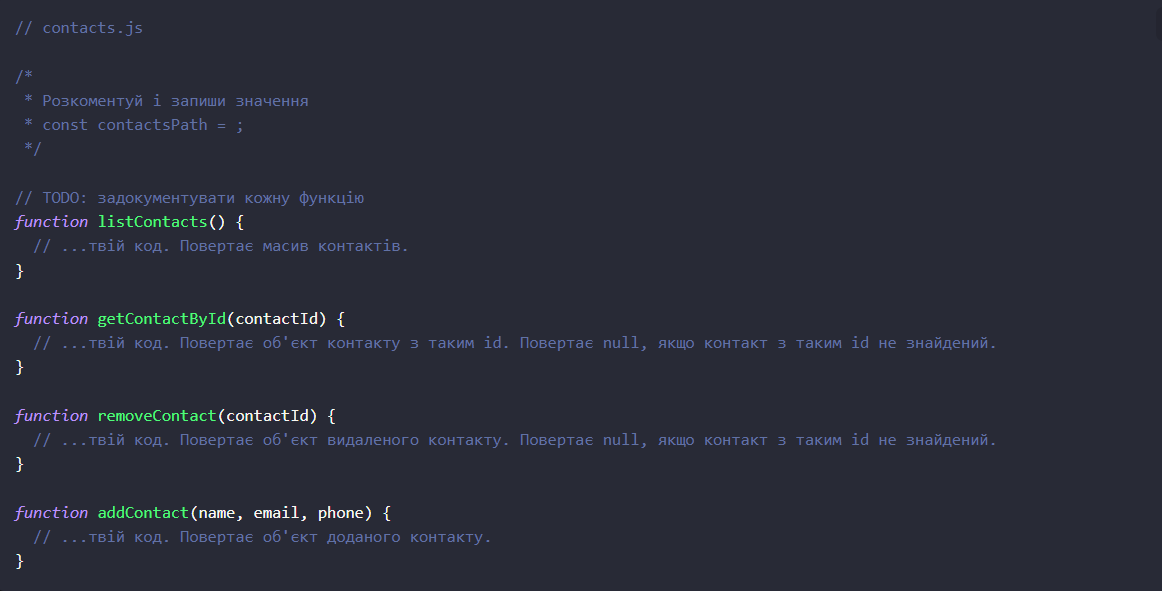 // contacts.js
/*
* Розкоментуй і запиши значення
* const contactsPath = ;
*/
// TODO: задокументувати кожну функцію
function listContacts() {
// ...твій код. Повертає масив контактів.
}
function getContactById(contactId) {
// ...твій код. Повертає об'єкт контакту з таким id. Повертає null, якщо контакт з таким id не знайдений.
}
function removeContact(contactId) {
// ...твій код. Повертає об'єкт видаленого контакту. Повертає null, якщо контакт з таким id не знайдений.
}
function addContact(name, email, phone) {
// ...твій код. Повертає об'єкт доданого контакту.
}